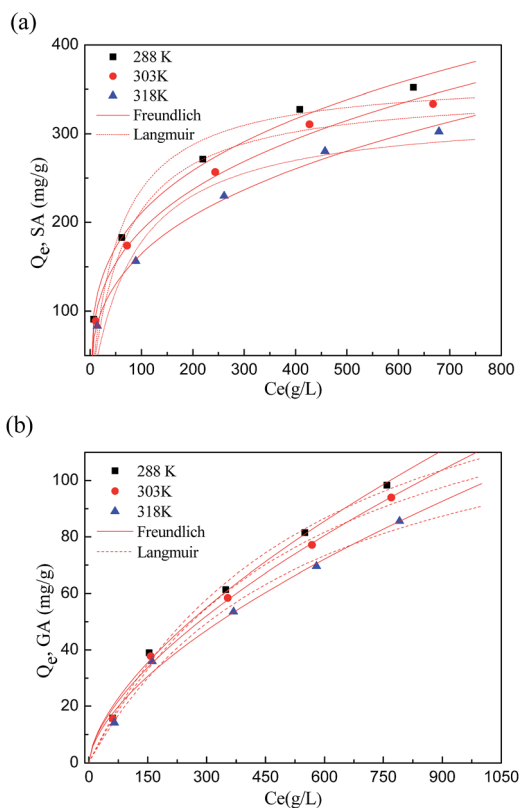 (a)
400
300
200
100
Qe, SA (mg/g)
288 K
303K
318K
Freundlich
Langmuir
0 100 200 300 400 500 600 700 800
Ce(g/L)
(b)
100
80
60
40
20
0
Qe, GA (mg/g)
288 K
303K
318K
Freundlich
Langmuir
0 150 300 450 600 750 900 1050
Ce(g/L)